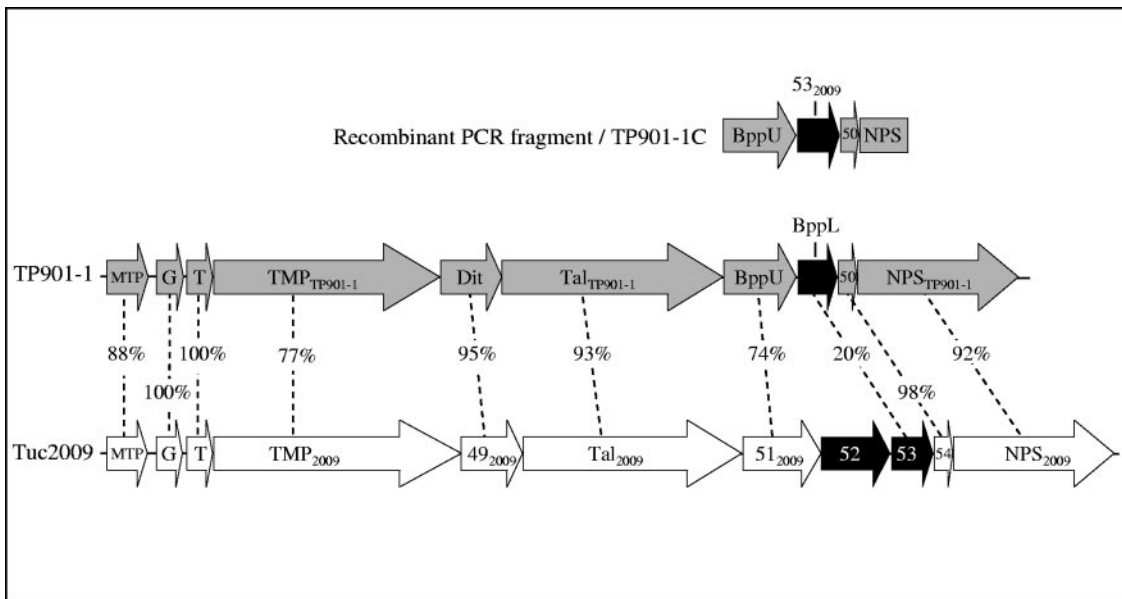 53₂₀₀₉
Recombinant PCR fragment / TP901-1C BppU 50 NPS
BppL
TP901-1 MTP G T TMP_TP901-1 Dit Tal_TP901-1 BppU 50 NPS_TP901-1
88% 100% 77% 95% 93% 74% 20% 92%
100% 98%
Tuc2009 MTP G T TMP₂₀₀₉ 49₂₀₀₉ Tal₂₀₀₉ 51₂₀₀₉ 52 53 54 NPS₂₀₀₉